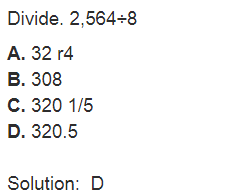 Divide. 2,564÷8
A. 32 r4
B. 308
C. 320 1/5
D. 320.5
Solution: D